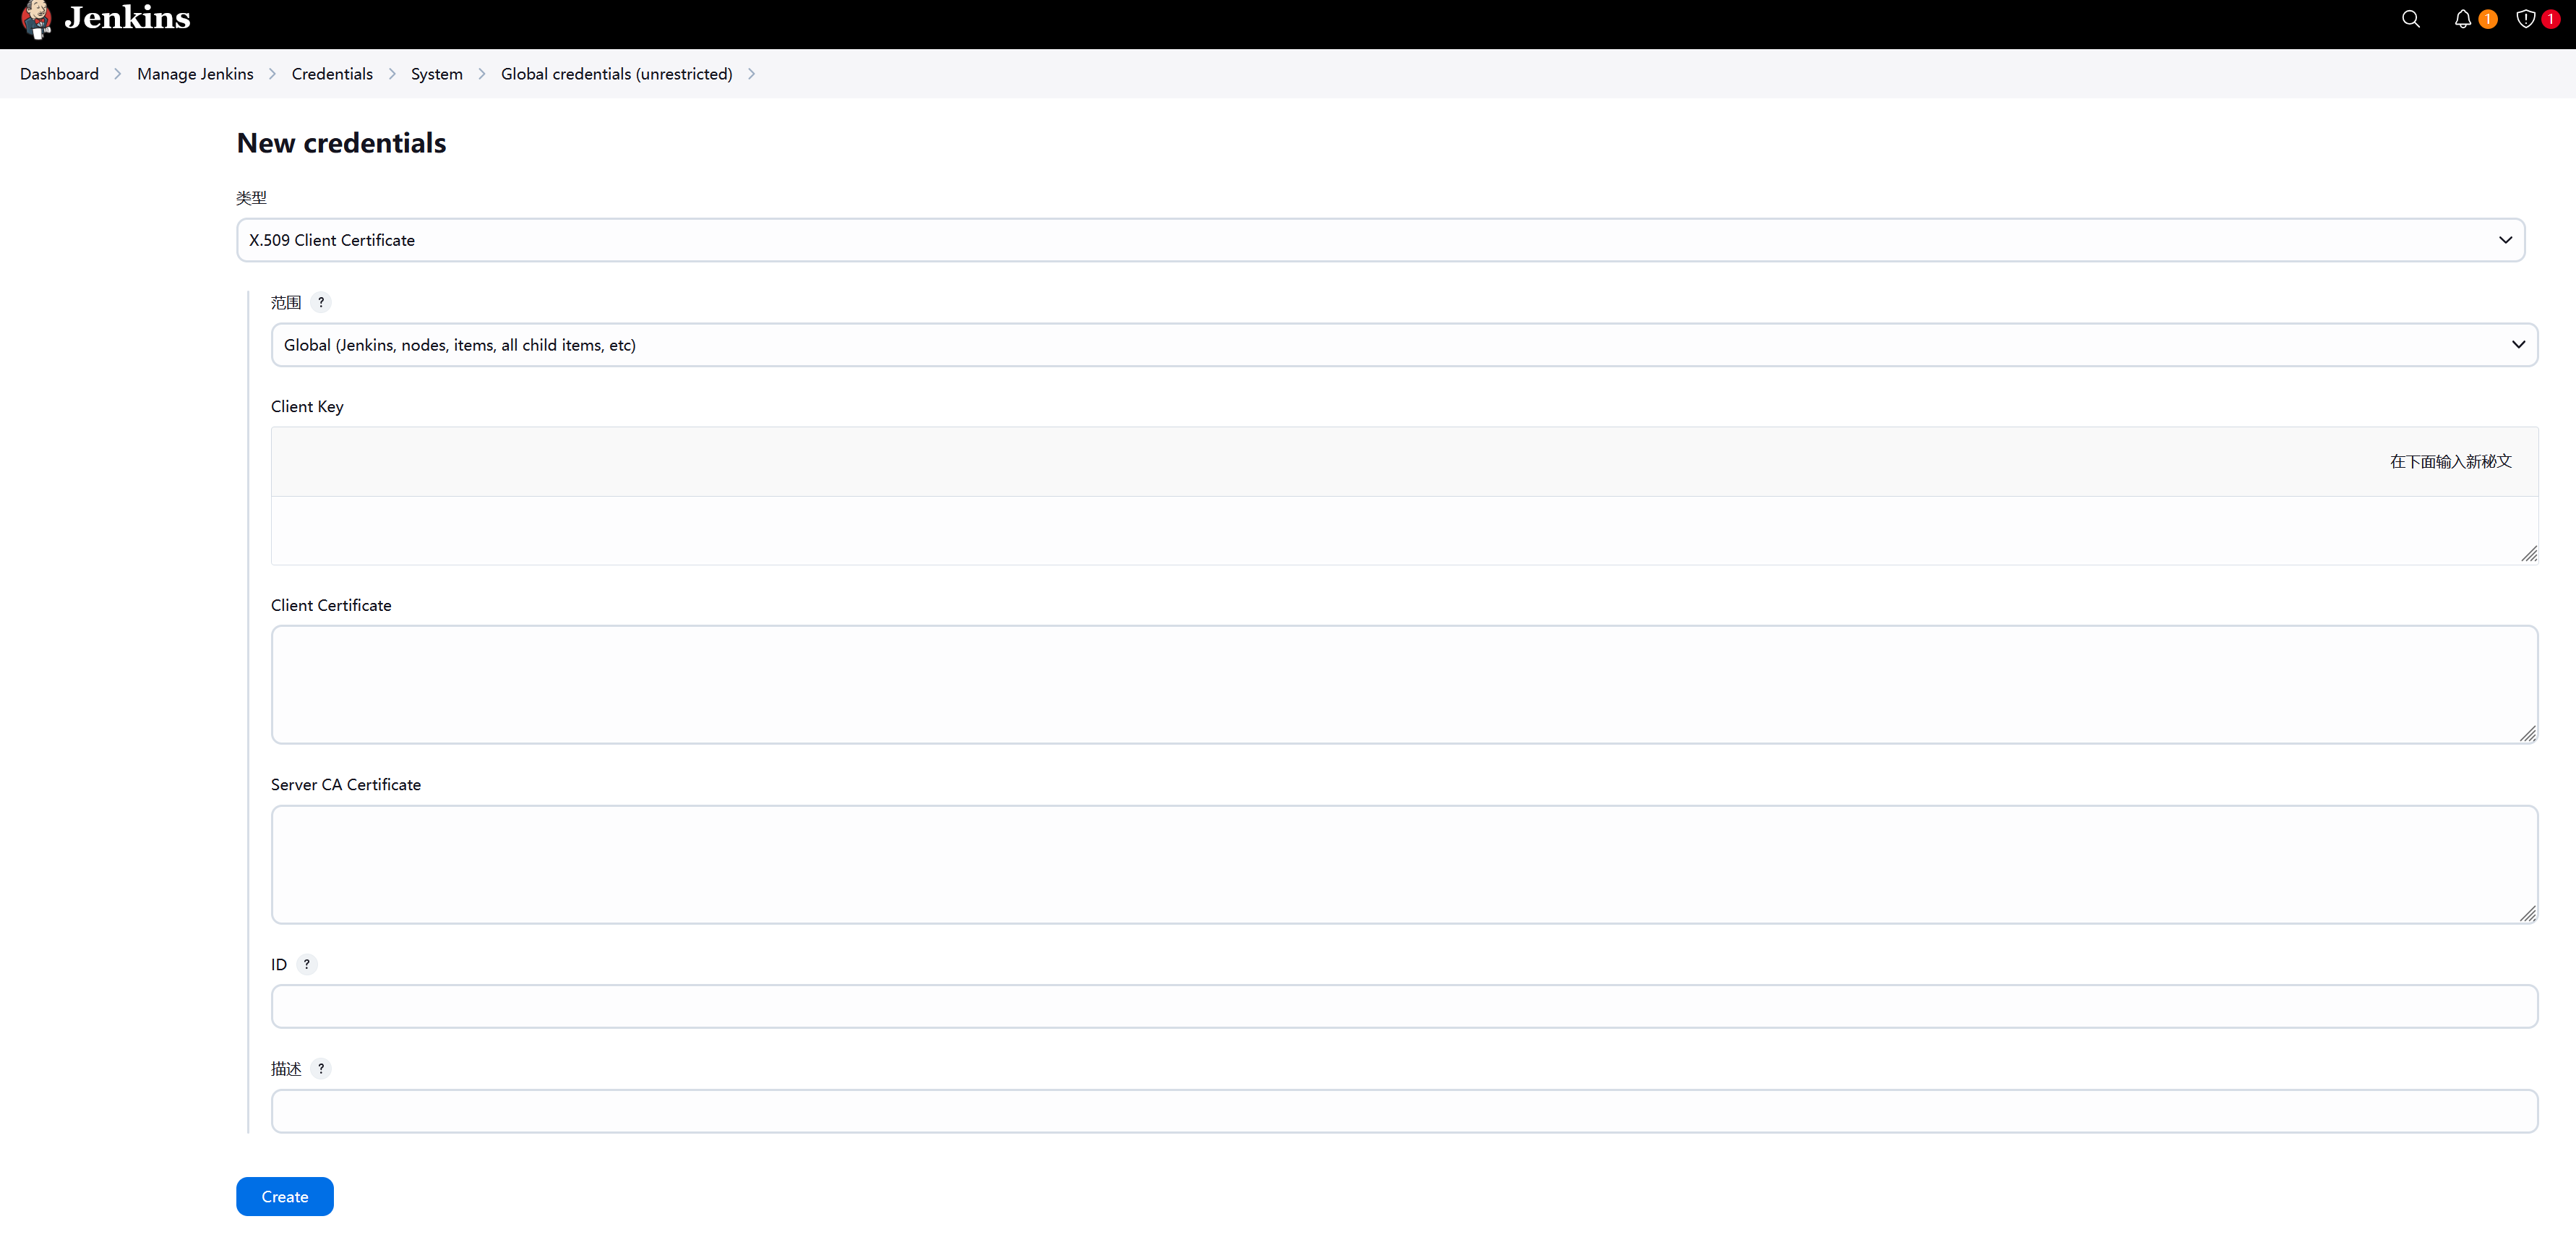 Jenkins
1
1
Dashboard
Manage Jenkins
Credentials
System
Global credentials (unrestricted)
New credentials
类型
X.509 Client Certificate
范围 ?
Global (Jenkins, nodes, items, all child items, etc)
Client Key
在下面输入新秘文
Client Certificate
Server CA Certificate
ID ?
描述 ?
Create